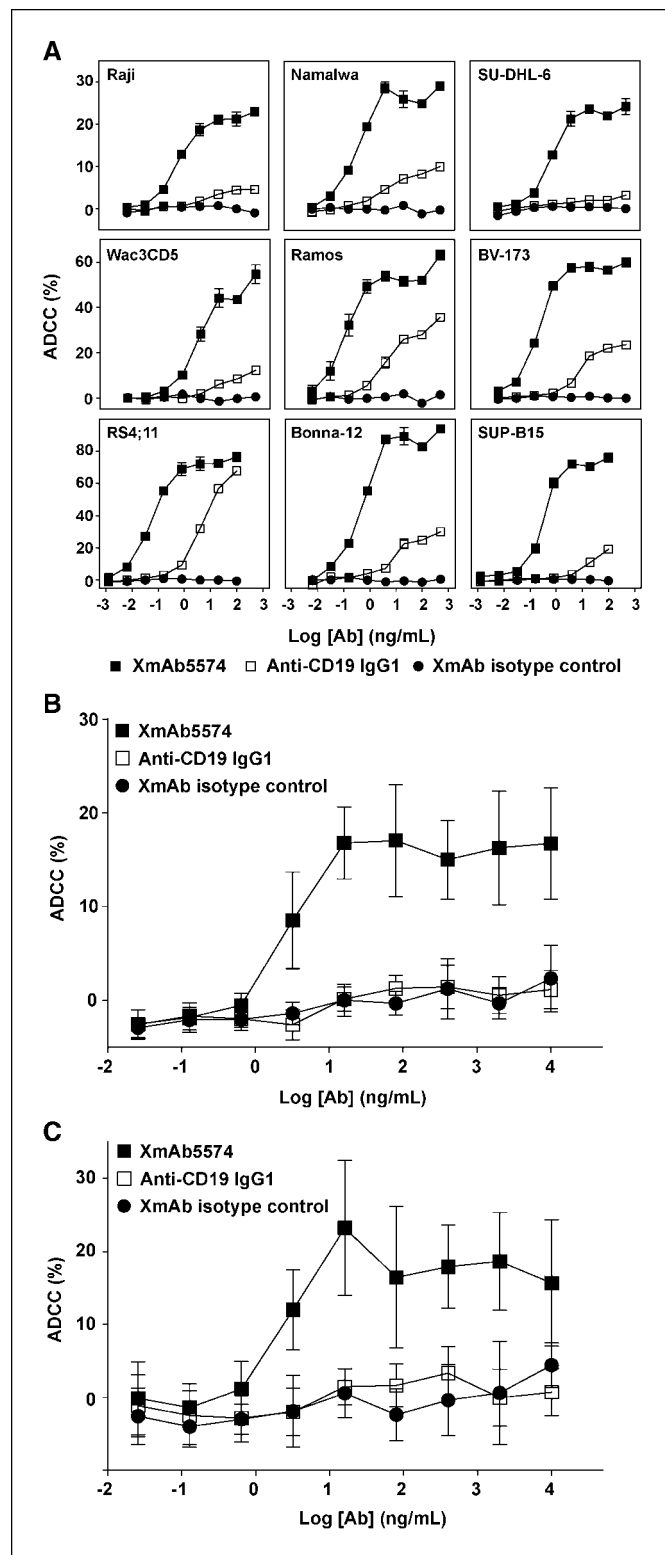 A
Raji Namalwa SU-DHL-6
30
20
10
0
Wac3CD5 Ramos BV-173
60
40
20
0
RS4;11 Bonna-12 SUP-B15
80
60
40
20
0
ADCC (%)
-3 -2 -1 0 1 2 3 -3 -2 -1 0 1 2 3 -3 -2 -1 0 1 2 3
Log [Ab] (ng/mL)
XmAb5574 Anti-CD19 IgG1 XmAb isotype control
B
XmAb5574
Anti-CD19 IgG1
XmAb isotype control
30
20
10
0
ADCC (%)
-2 -1 0 1 2 3 4
Log [Ab] (ng/mL)
C
XmAb5574
Anti-CD19 IgG1
XmAb isotype control
30
20
10
0
ADCC (%)
-2 -1 0 1 2 3 4
Log [Ab] (ng/mL)